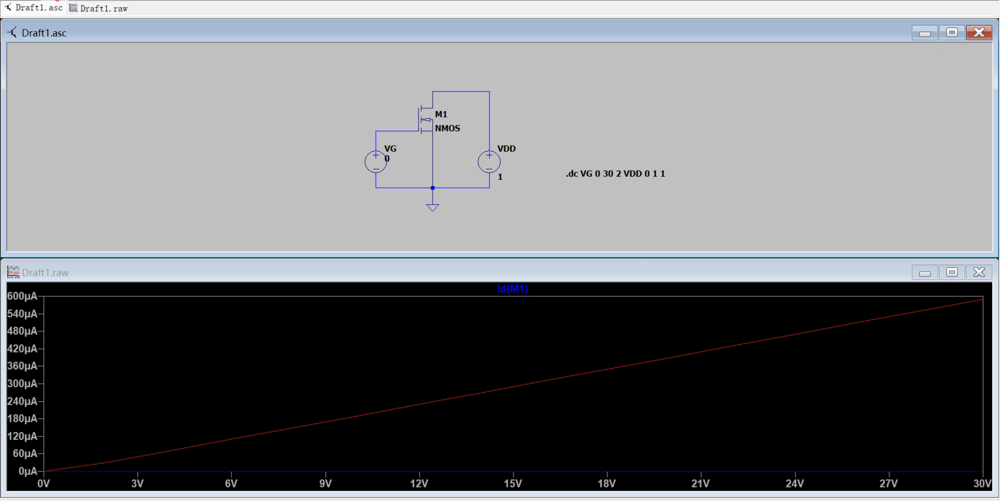 Draft1.asc Draft1.raw
Draft1.asc
M1
NMOS
VG
0
VDD
1
.dc VG 0 30 2 VDD 0 1 1
Draft1.raw
Id(M1)
600µA
540µA
480µA
420µA
360µA
300µA
240µA
180µA
120µA
60µA
0µA
0V 3V 6V 9V 12V 15V 18V 21V 24V 27V 30V